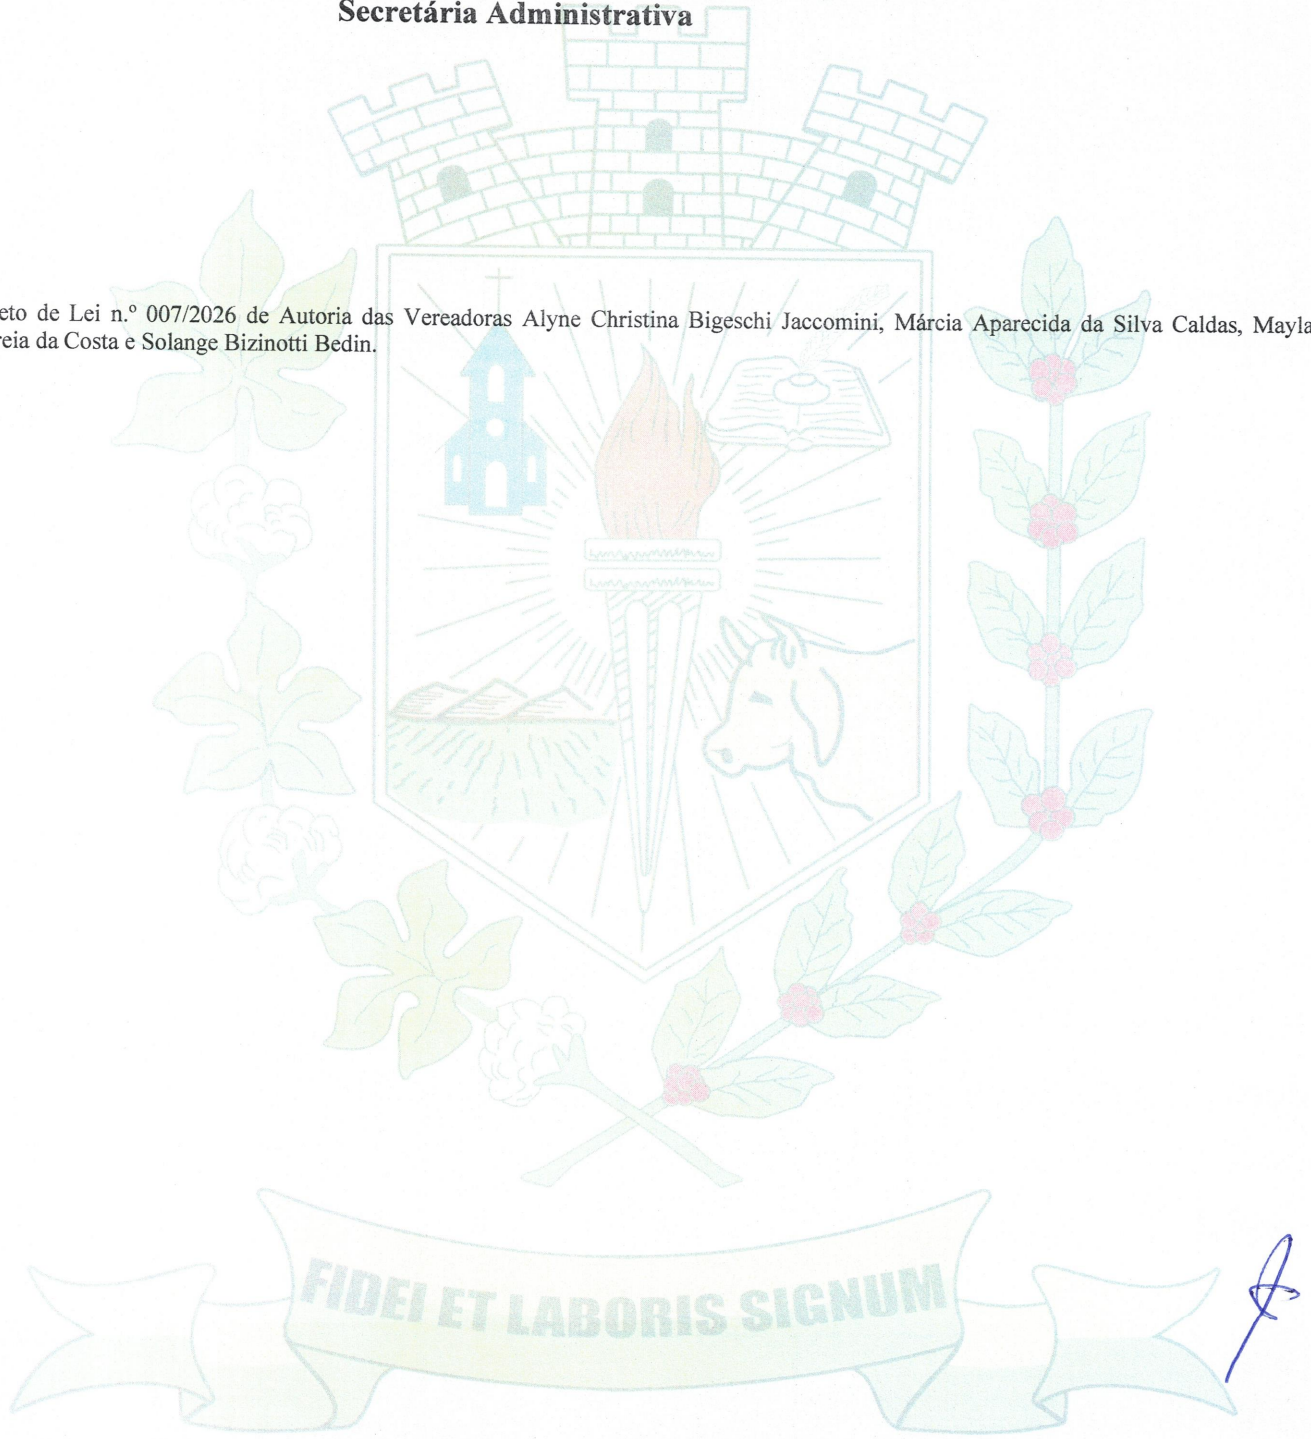 Secretária Administrativa
eto de Lei n.º 007/2026 de Autoria das Vereadoras Alyne Christina Bigeschi Jaccomini, Márcia Aparecida da Silva Caldas, Mayla
reia da Costa e Solange Bizinotti Bedin.
FIDEI ET LABORIS SIGNUM